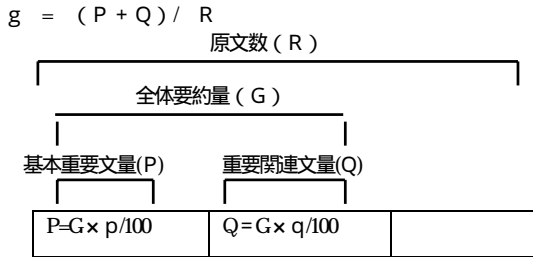 g = (P+Q)/ R
原文数(R)
全体要約量(G)
基本重要文量(P) 重要関連文量(Q)
P=G×p/100 Q=G×q/100